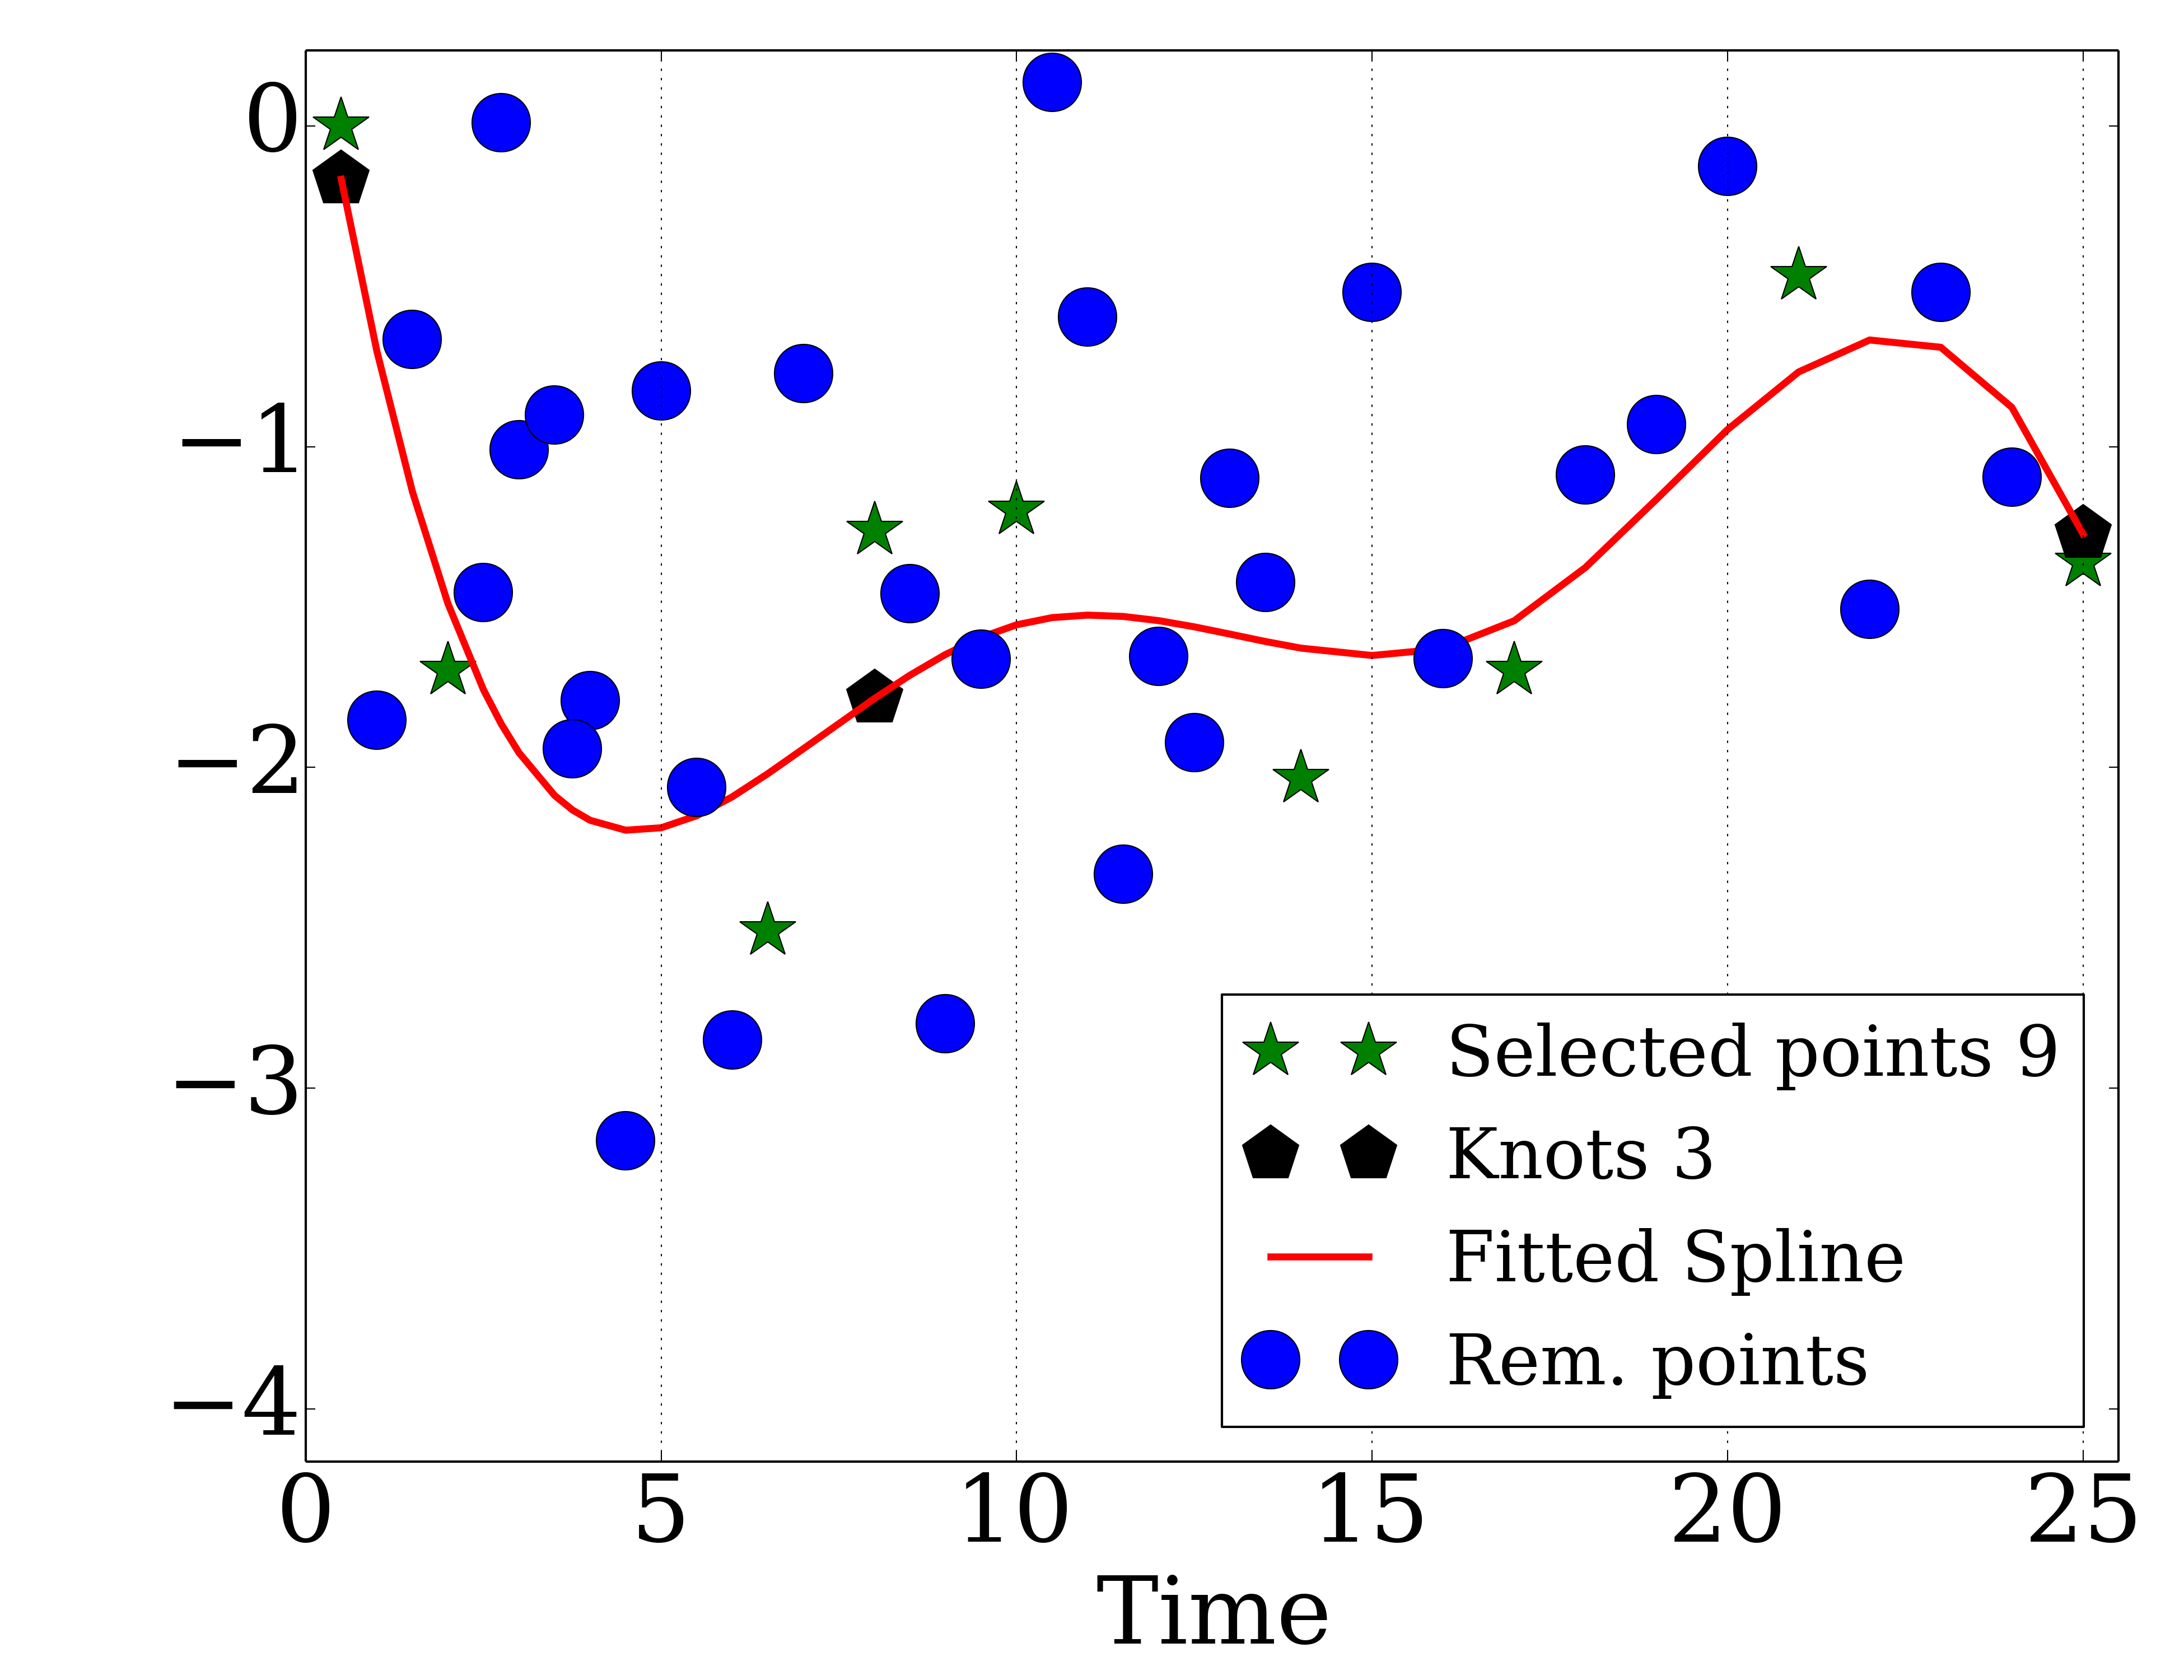 0
−1
−2
−3
−4
Selected points 9
Knots 3
Fitted Spline
Rem. points
0 5 10 15 20 25
Time